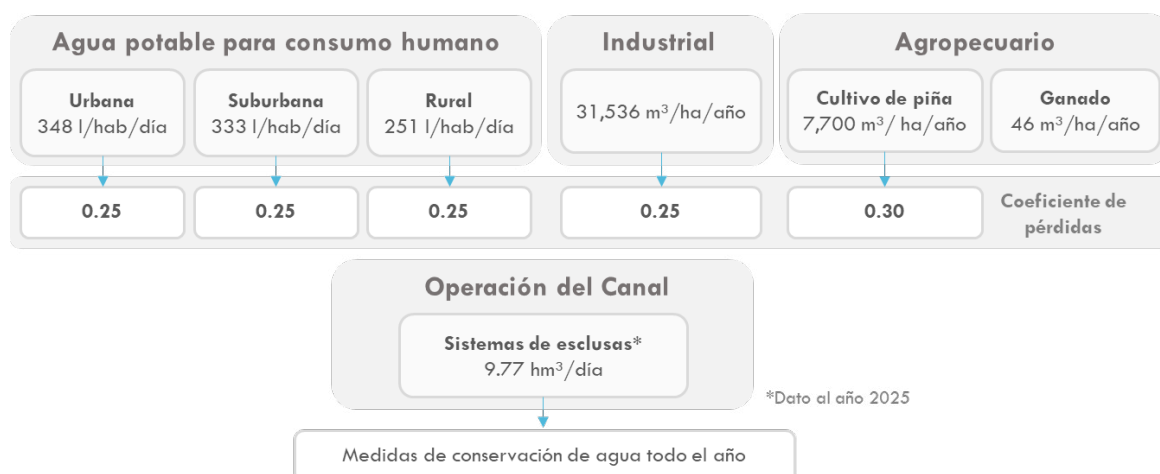 Agua potable para consumo humano
Industrial
Agropecuario
Urbana
348 l/hab/día
Suburbana
333 l/hab/día
Rural
251 l/hab/día
31,536 m³/ha/año
Cultivo de piña
7,700 m³/ ha/año
Ganado
46 m³/ha/año
0.25
0.25
0.25
0.25
0.30
Coeficiente de
pérdidas
Operación del Canal
Sistemas de esclusas*
9.77 hm³/día
*Dato al año 2025
Medidas de conservación de agua todo el año